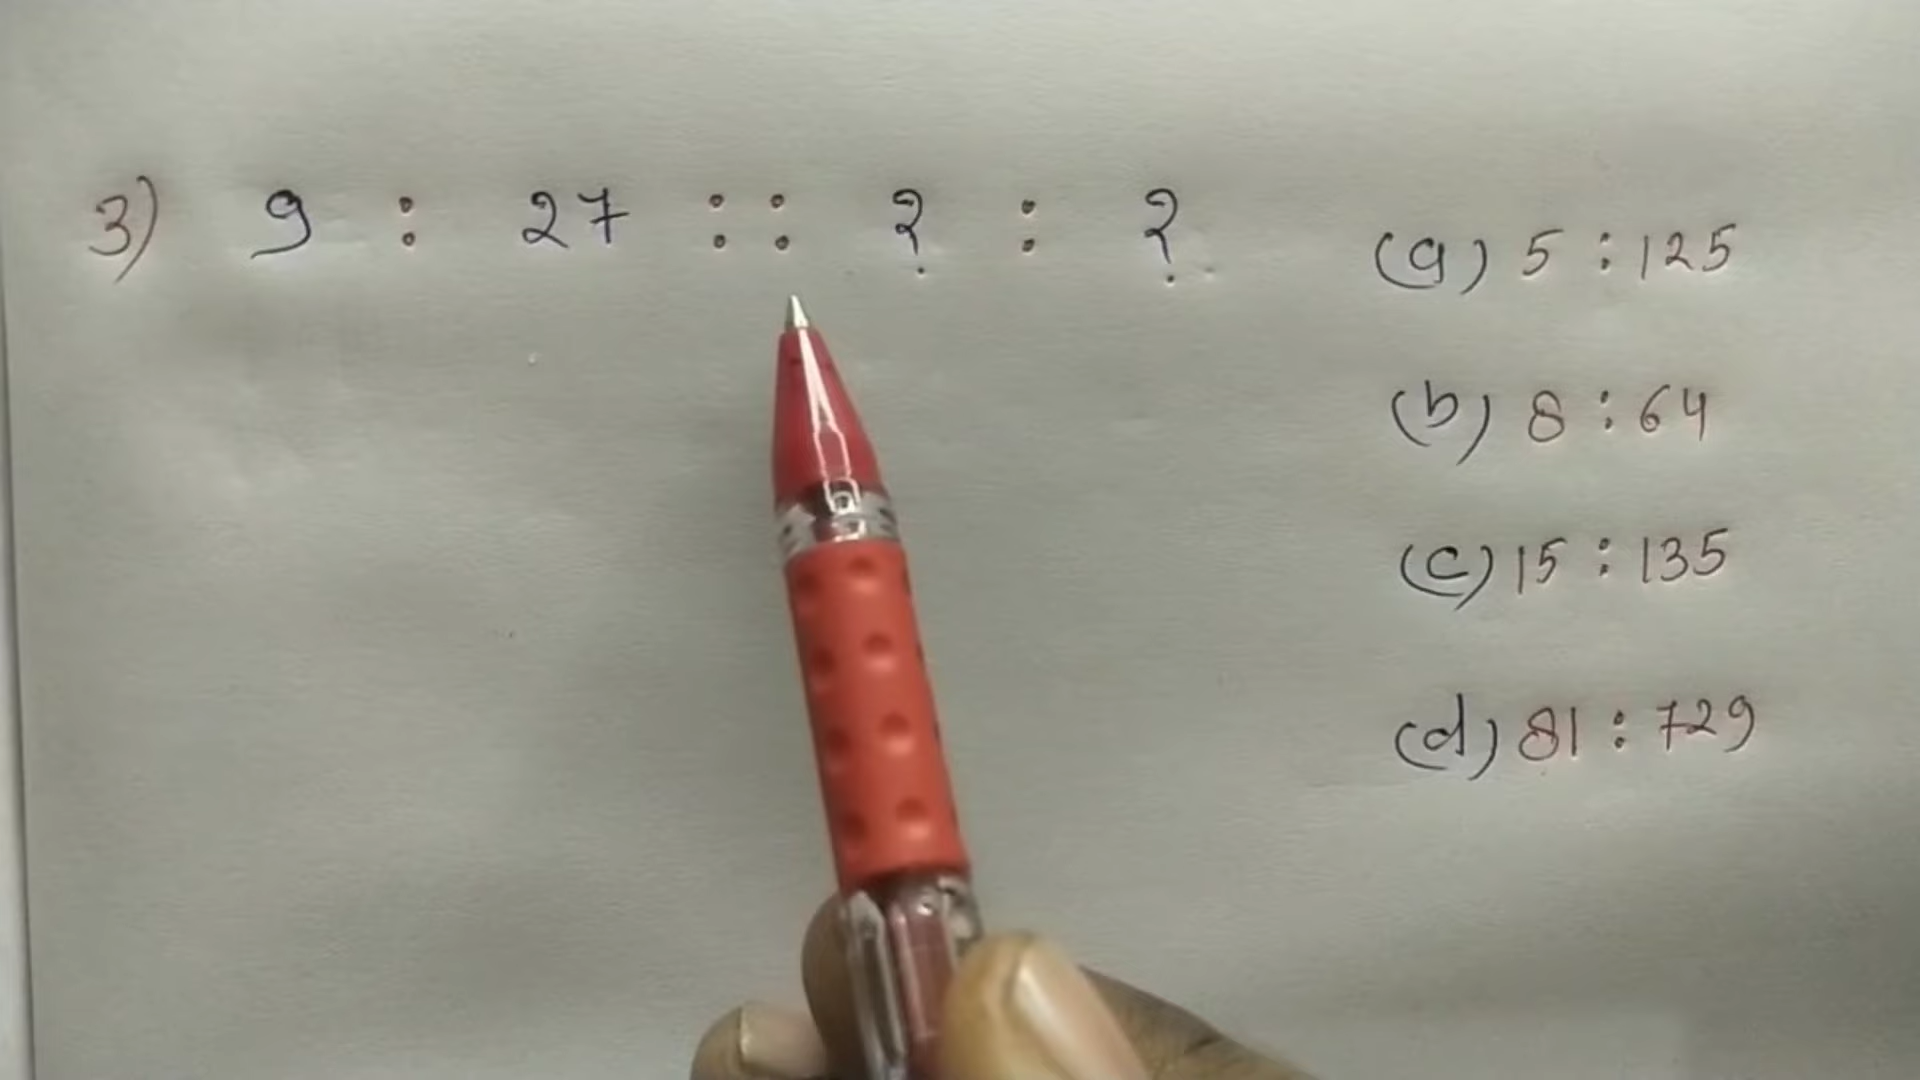 3) 9 : 27 :: ? : ?
(a) 5 : 125
(b) 8 : 64
(c) 15 : 135
(d) 81 : 729